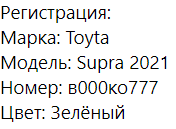 Регистрация:
Марка: Toyta
Модель: Supra 2021
Номер: в000ко777
Цвет: Зелёный